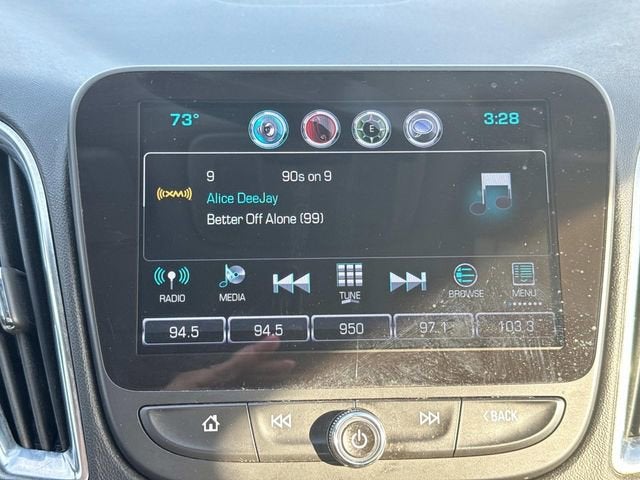 73° E 3:28
9 90s on 9
((XM)) Alice DeeJay
Better Off Alone (99)
RADIO MEDIA TUNE BROWSE MENU
94.5 94.5 950 97.1 103.3
BACK